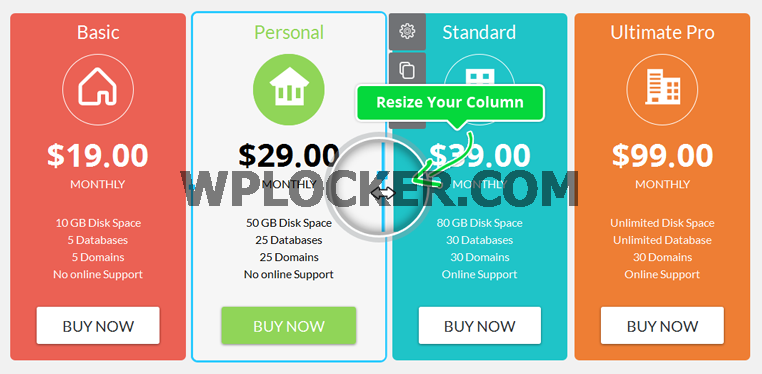 Basic
$19.00
MONTHLY
10 GB Disk Space
5 Databases
5 Domains
No online Support
BUY NOW
Personal
$29.00
MONTHLY
50 GB Disk Space
25 Databases
25 Domains
No online Support
BUY NOW
Standard
Resize Your Column
$39.00
MONTHLY
80 GB Disk Space
30 Databases
30 Domains
Online Support
BUY NOW
Ultimate Pro
$99.00
MONTHLY
Unlimited Disk Space
Unlimited Database
30 Domains
Online Support
BUY NOW
WPLOCKER.COM